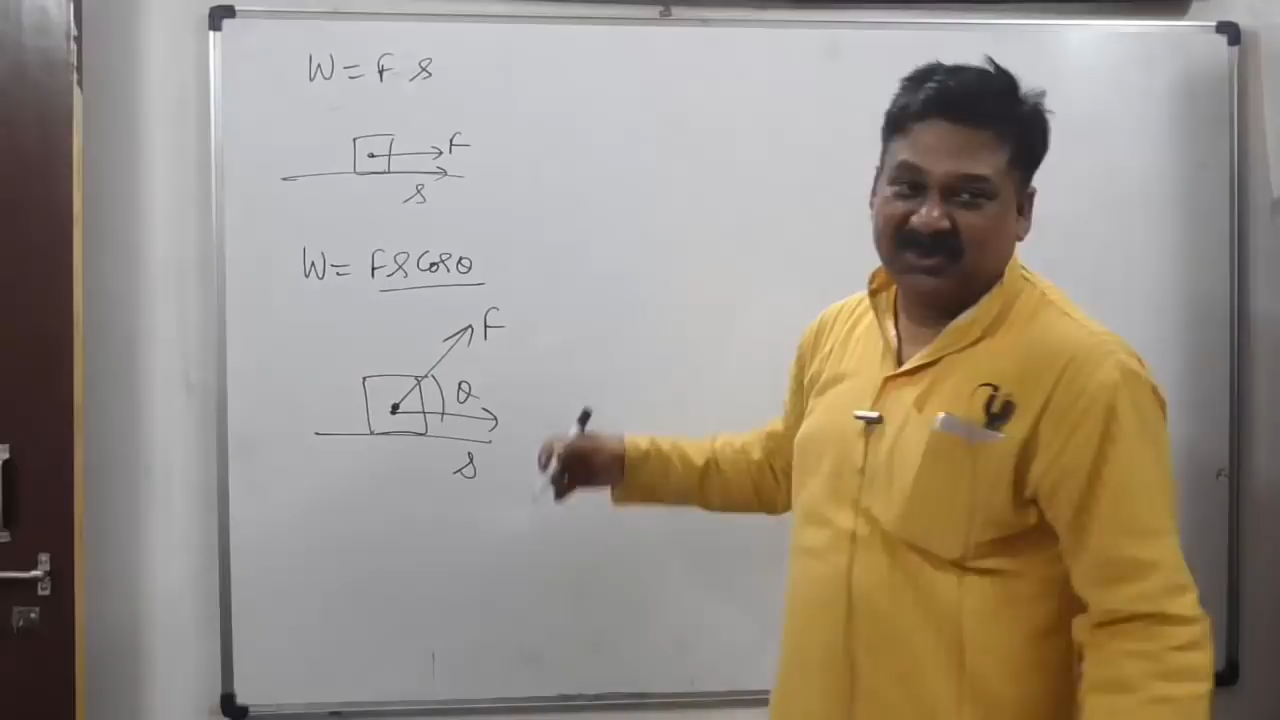 W = F s
F
s
W = F s cos θ
F
θ
s